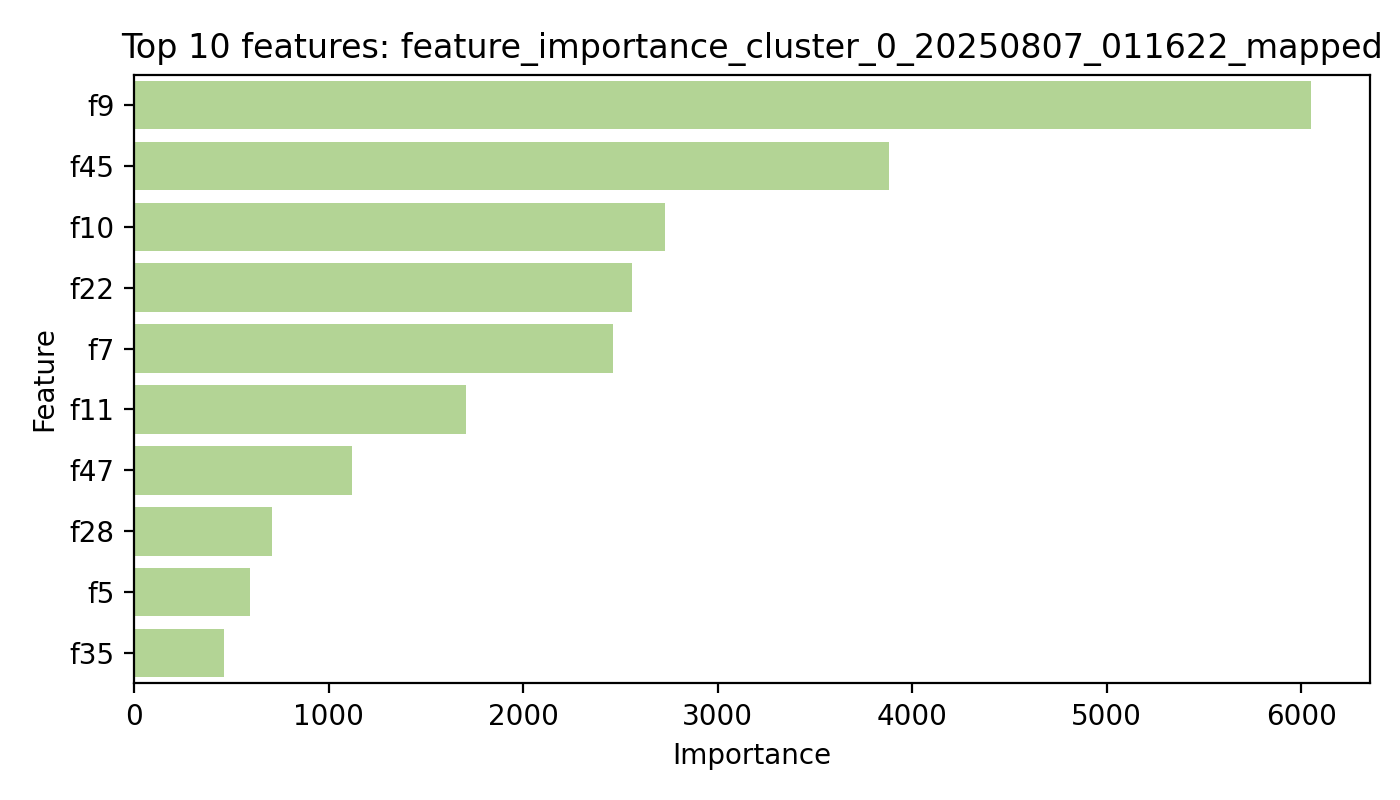 Top 10 features: feature_importance_cluster_0_20250807_011622_mapped
f9
f45
f10
f22
f7
f11
f47
f28
f5
f35
Feature
0 1000 2000 3000 4000 5000 6000
Importance